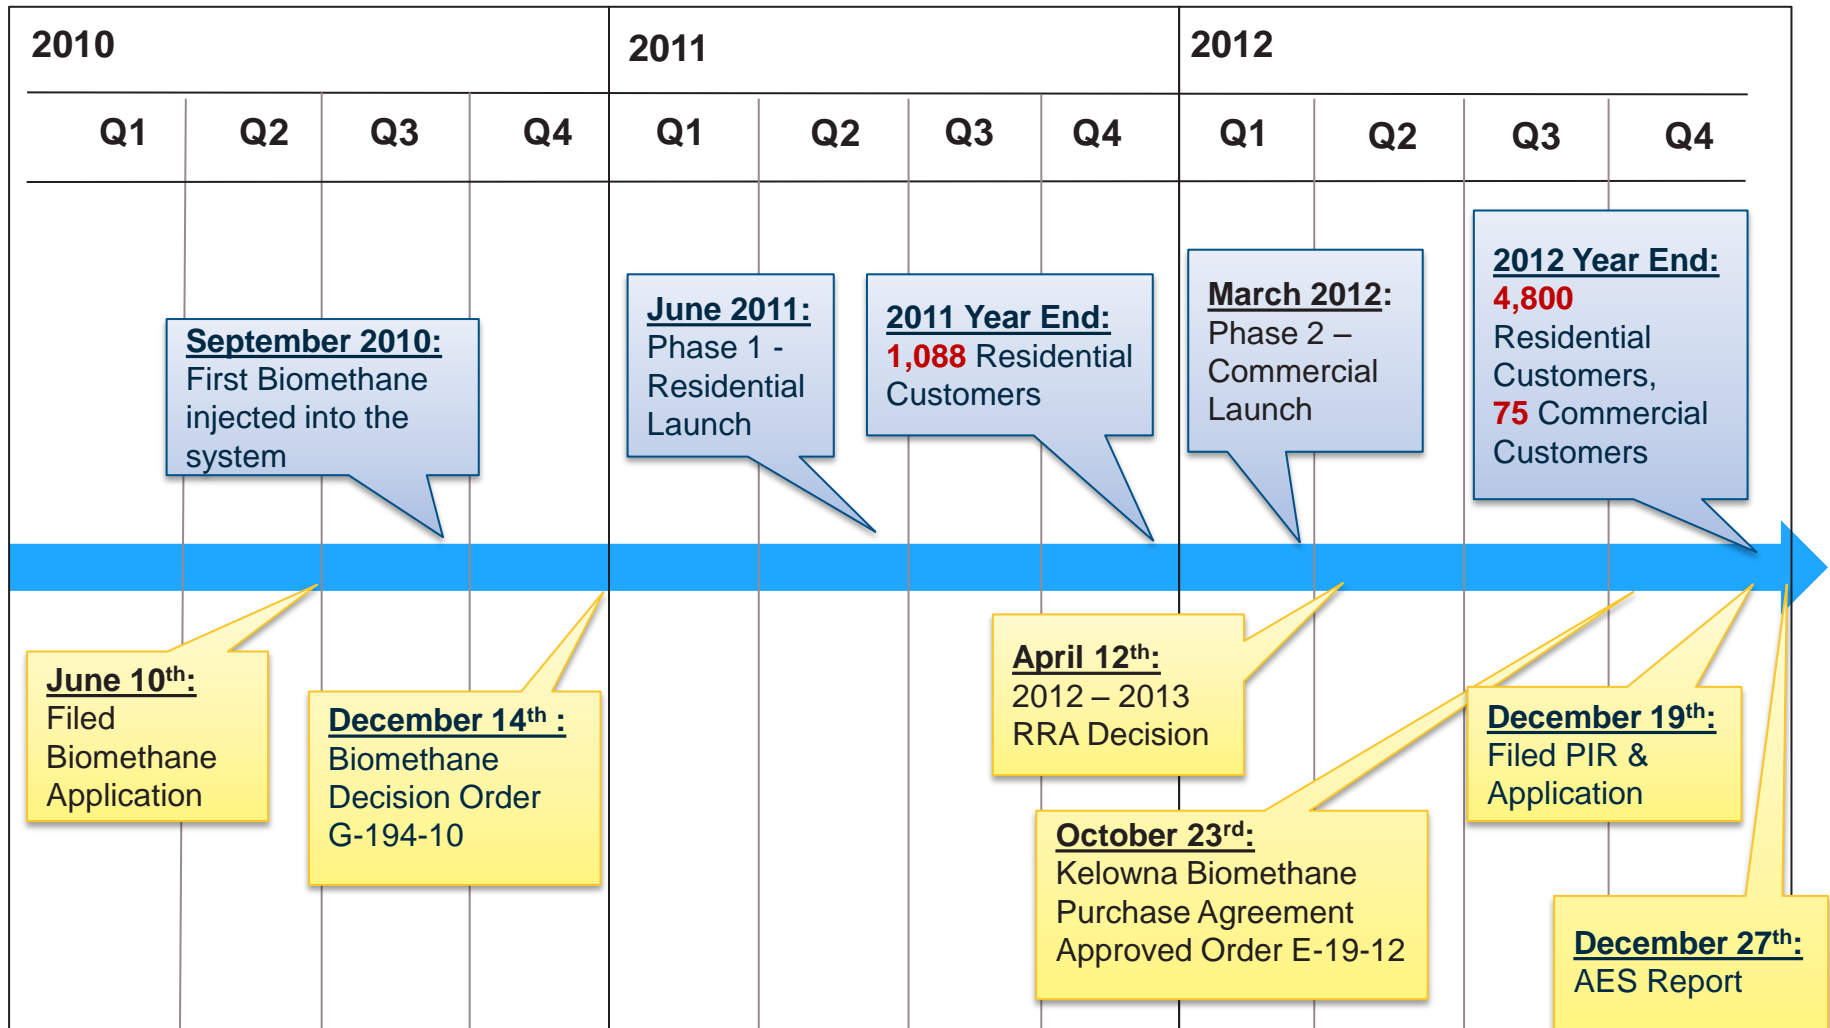 2010
2011
2012
Q1
Q2
Q3
Q4
Q1
Q2
Q3
Q4
Q1
Q2
Q3
Q4
September 2010:
First Biomethane
injected into the
system
June 2011:
Phase 1 -
Residential
Launch
2011 Year End:
1,088 Residential
Customers
March 2012:
Phase 2 –
Commercial
Launch
2012 Year End:
4,800
Residential
Customers,
75 Commercial
Customers
June 10th:
Filed
Biomethane
Application
December 14th :
Biomethane
Decision Order
G-194-10
April 12th:
2012 – 2013
RRA Decision
October 23rd:
Kelowna Biomethane
Purchase Agreement
Approved Order E-19-12
December 19th:
Filed PIR &
Application
December 27th:
AES Report